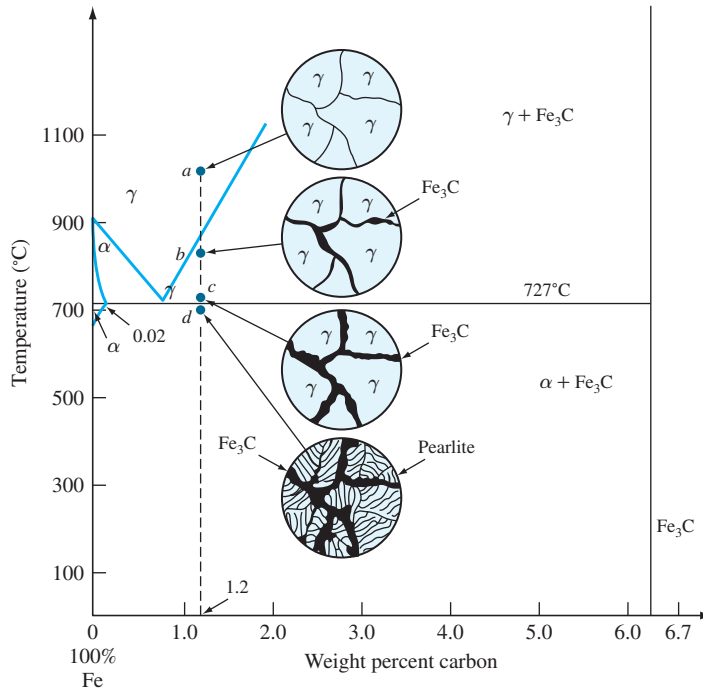 γ
γ
γ
γ
γ + Fe₃C
1100
a
γ
γ
γ
Fe₃C
900
α
b
γ
γ
γ
c
727°C
700
d
0.02
α
Fe₃C
γ
γ
γ
γ
α + Fe₃C
500
Fe₃C
Pearlite
300
Fe₃C
100
1.2
0
1.0
2.0
3.0
4.0
5.0
6.0
6.7
100%
Fe
Weight percent carbon
Temperature (°C)